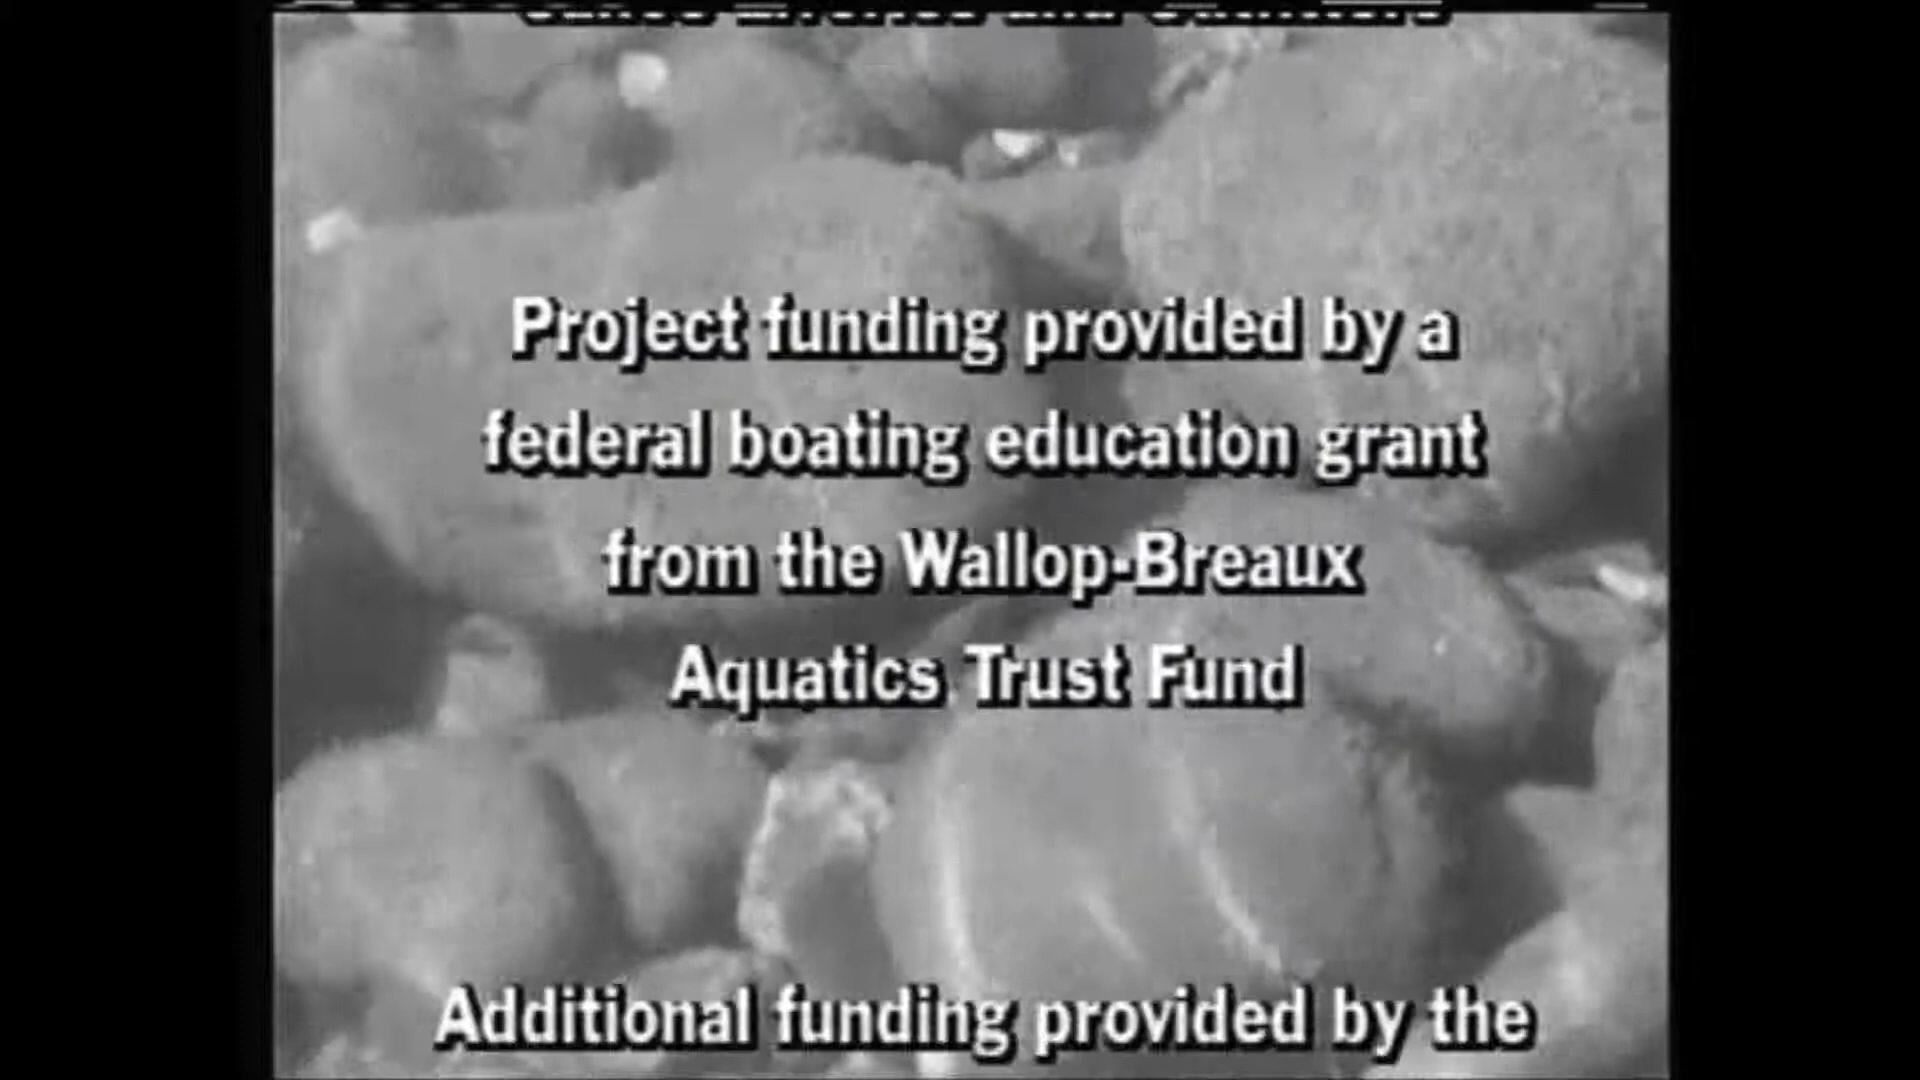 Project funding provided by a
federal boating education grant
from the Wallop-Breaux
Aquatics Trust Fund
Additional funding provided by the